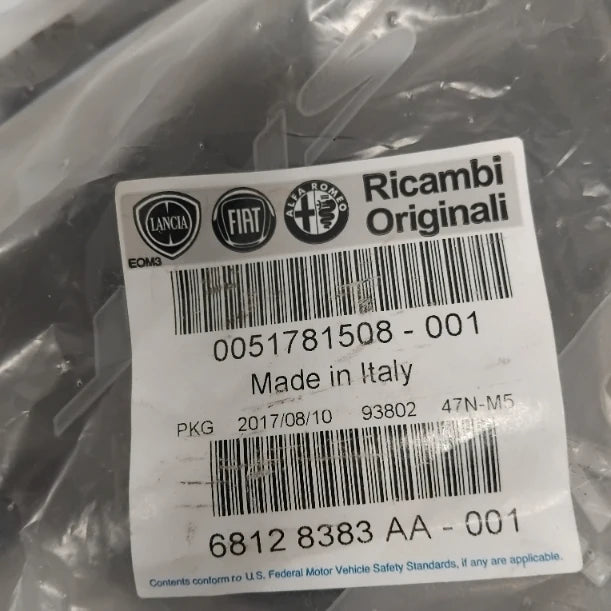 LANCIA FIAT ALFA ROMEO Ricambi
Originali
EOM3
0051781508 - 001
Made in Italy
PKG 2017/08/10 93802 47N-M5
6812 8383 AA - 001
Contents conform to U.S. Federal Motor Vehicle Safety Standards, if any are applicable.